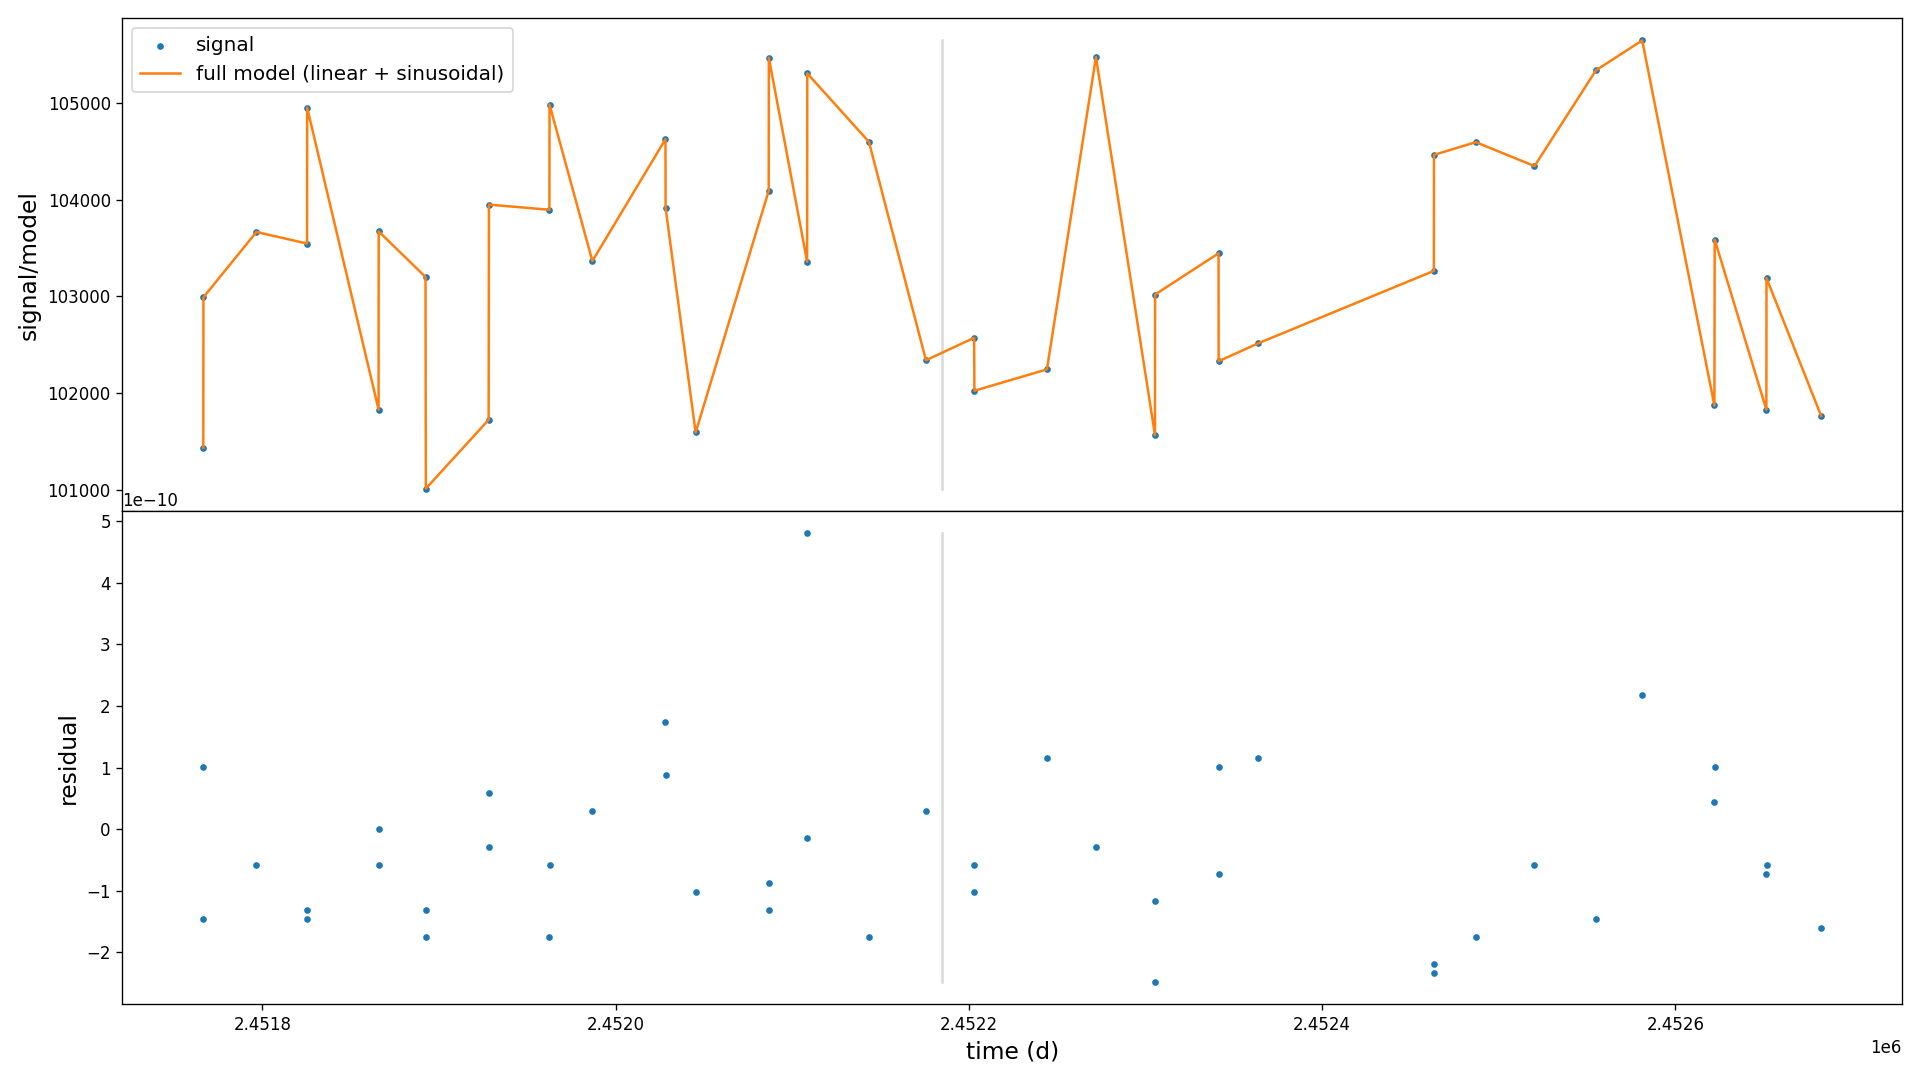 signal
full model (linear + sinusoidal)
105000
104000
103000
102000
101000
signal/model
1e−10
5
4
3
2
1
0
−1
−2
residual
2.4518
2.4520
2.4522
2.4524
2.4526
1e6
time (d)